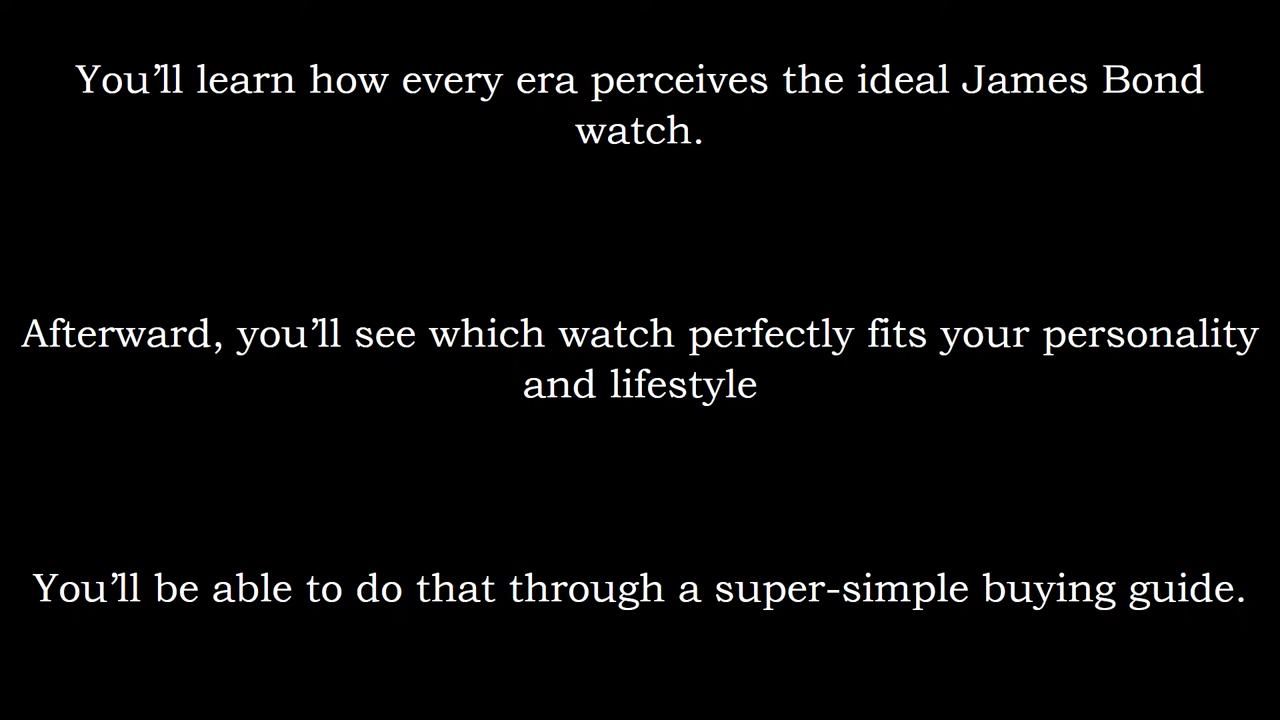 You’ll learn how every era perceives the ideal James Bond
watch.
Afterward, you’ll see which watch perfectly fits your personality
and lifestyle
You’ll be able to do that through a super-simple buying guide.